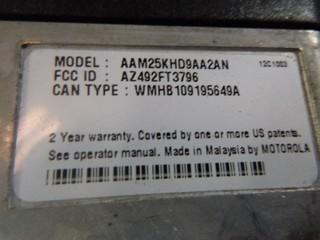 MODEL : AAM25KHD9AA2AN 12C1003
FCC ID : AZ492FT3796
CAN TYPE : WMHB109195649A
2 Year warranty. Covered by one or more US patents.
See operator manual. Made in Malaysia by MOTOROLA